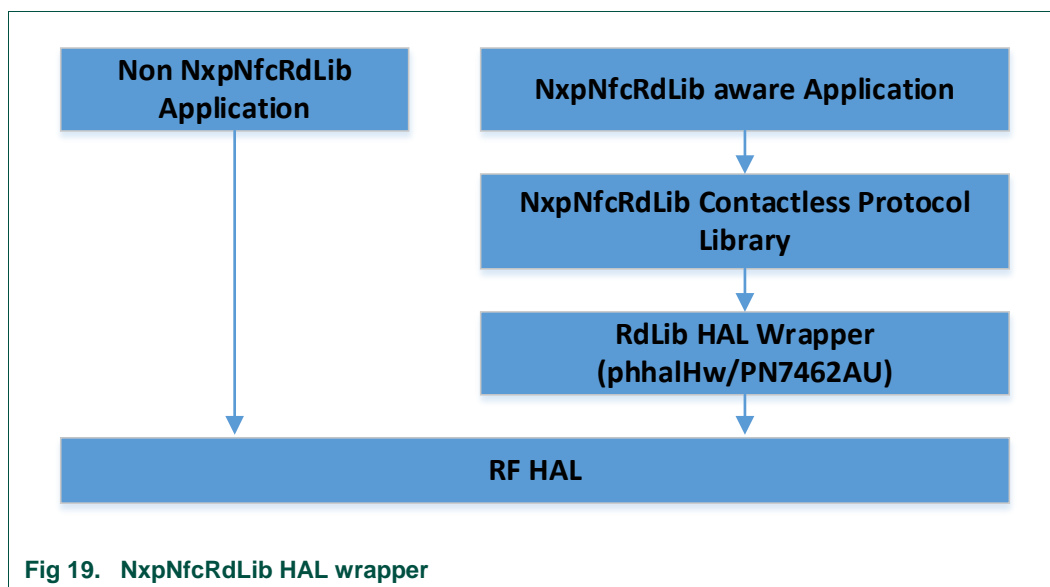 Non NxpNfcRdLib
Application
NxpNfcRdLib aware Application
NxpNfcRdLib Contactless Protocol
Library
RdLib HAL Wrapper
(phhalHw/PN7462AU)
RF HAL
Fig 19. NxpNfcRdLib HAL wrapper